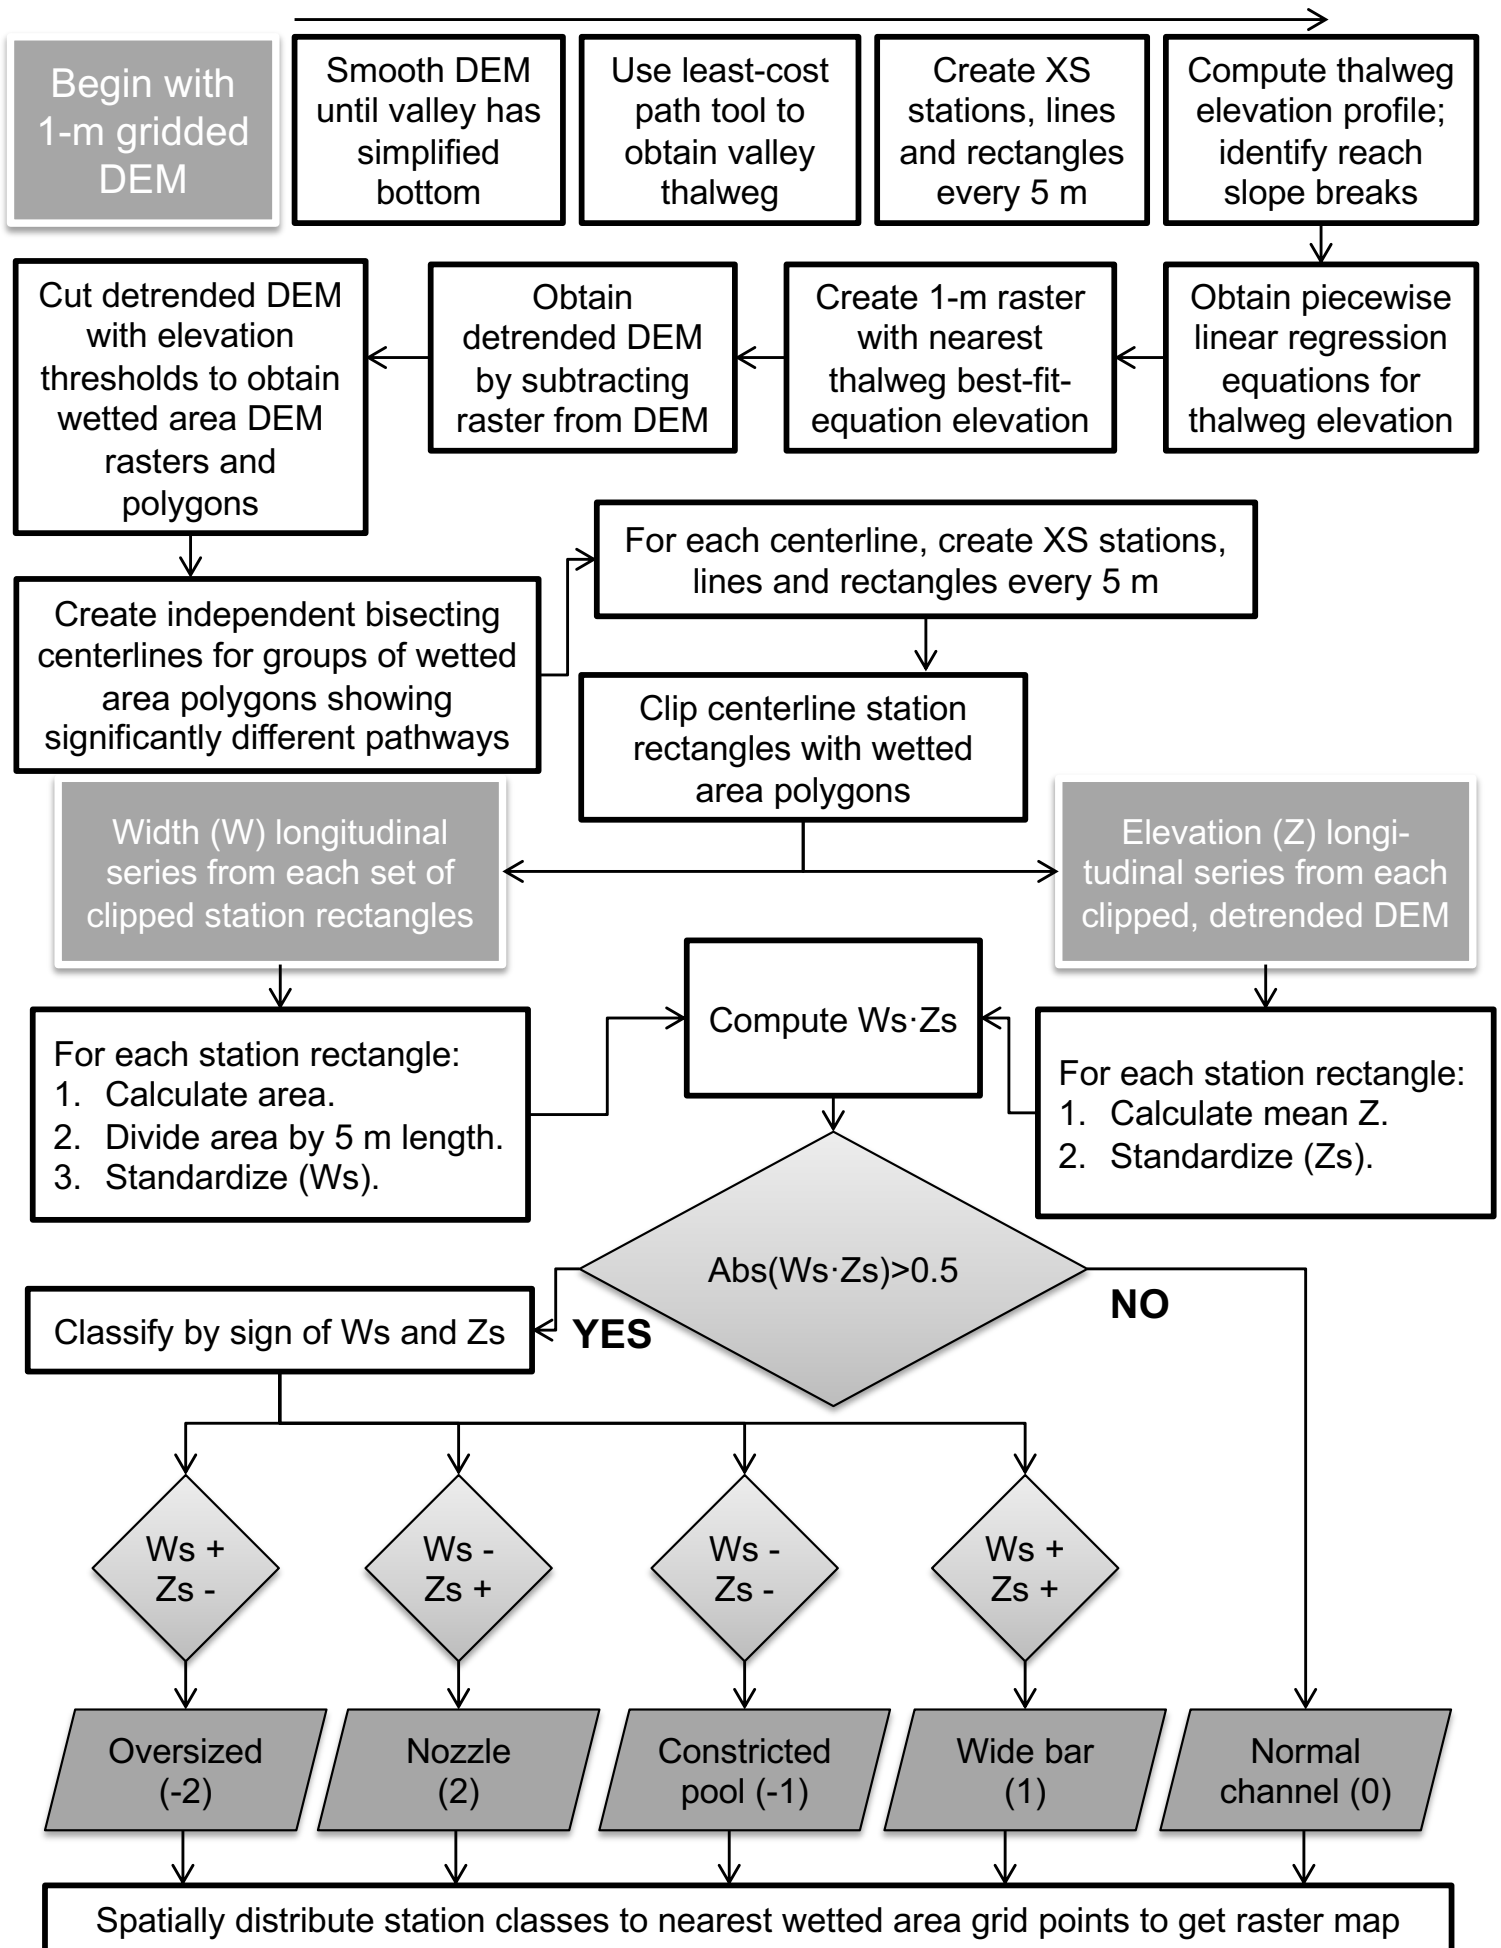 Begin with
1-m gridded
DEM
Smooth DEM
until valley has
simplified
bottom
Use least-cost
path tool to
obtain valley
thalweg
Create XS
stations, lines
and rectangles
every 5 m
Compute thalweg
elevation profile;
identify reach
slope breaks
Obtain piecewise
linear regression
equations for
thalweg elevation
Create 1-m raster
with nearest
thalweg best-fit-
equation elevation
Obtain
detrended DEM
by subtracting
raster from DEM
Cut detrended DEM
with elevation
thresholds to obtain
wetted area DEM
rasters and
polygons
Create independent bisecting
centerlines for groups of wetted
area polygons showing
significantly different pathways
For each centerline, create XS stations,
lines and rectangles every 5 m
Clip centerline station
rectangles with wetted
area polygons
Width (W) longitudinal
series from each set of
clipped station rectangles
Elevation (Z) longi-
tudinal series from each
clipped, detrended DEM
For each station rectangle:
1. Calculate area.
2. Divide area by 5 m length.
3. Standardize (Ws).
Compute Ws·Zs
For each station rectangle:
1. Calculate mean Z.
2. Standardize (Zs).
Abs(Ws·Zs)>0.5
YES
NO
Classify by sign of Ws and Zs
Ws +
Zs -
Ws -
Zs +
Ws -
Zs -
Ws +
Zs +
Oversized
(-2)
Nozzle
(2)
Constricted
pool (-1)
Wide bar
(1)
Normal
channel (0)
Spatially distribute station classes to nearest wetted area grid points to get raster map